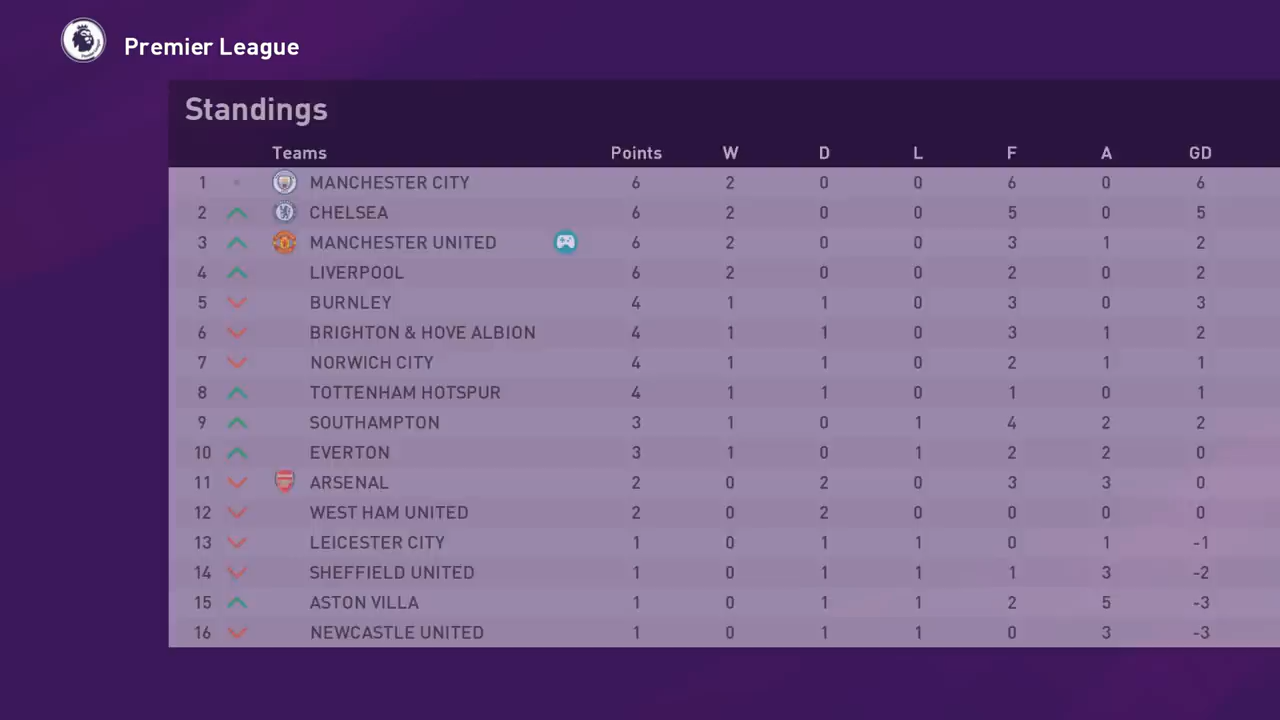 Premier League
Standings
Teams Points W D L F A GD
1 MANCHESTER CITY 6 2 0 0 6 0 6
2 CHELSEA 6 2 0 0 5 0 5
3 MANCHESTER UNITED 6 2 0 0 3 1 2
4 LIVERPOOL 6 2 0 0 2 0 2
5 BURNLEY 4 1 1 0 3 0 3
6 BRIGHTON & HOVE ALBION 4 1 1 0 3 1 2
7 NORWICH CITY 4 1 1 0 2 1 1
8 TOTTENHAM HOTSPUR 4 1 1 0 1 0 1
9 SOUTHAMPTON 3 1 0 1 4 2 2
10 EVERTON 3 1 0 1 2 2 0
11 ARSENAL 2 0 2 0 3 3 0
12 WEST HAM UNITED 2 0 2 0 0 0 0
13 LEICESTER CITY 1 0 1 1 0 1 -1
14 SHEFFIELD UNITED 1 0 1 1 1 3 -2
15 ASTON VILLA 1 0 1 1 2 5 -3
16 NEWCASTLE UNITED 1 0 1 1 0 3 -3